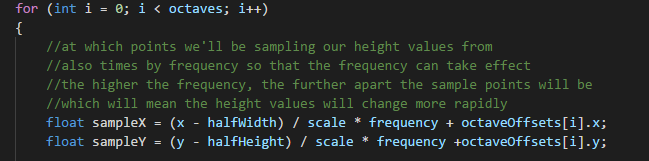 for (int i = 0; i < octaves; i++)
{
//at which points we'll be sampling our height values from
//also times by frequency so that the frequency can take effect
//the higher the frequency, the further apart the sample points will be
//which will mean the height values will change more rapidly
float sampleX = (x - halfWidth) / scale * frequency + octaveOffsets[i].x;
float sampleY = (y - halfHeight) / scale * frequency +octaveOffsets[i].y;